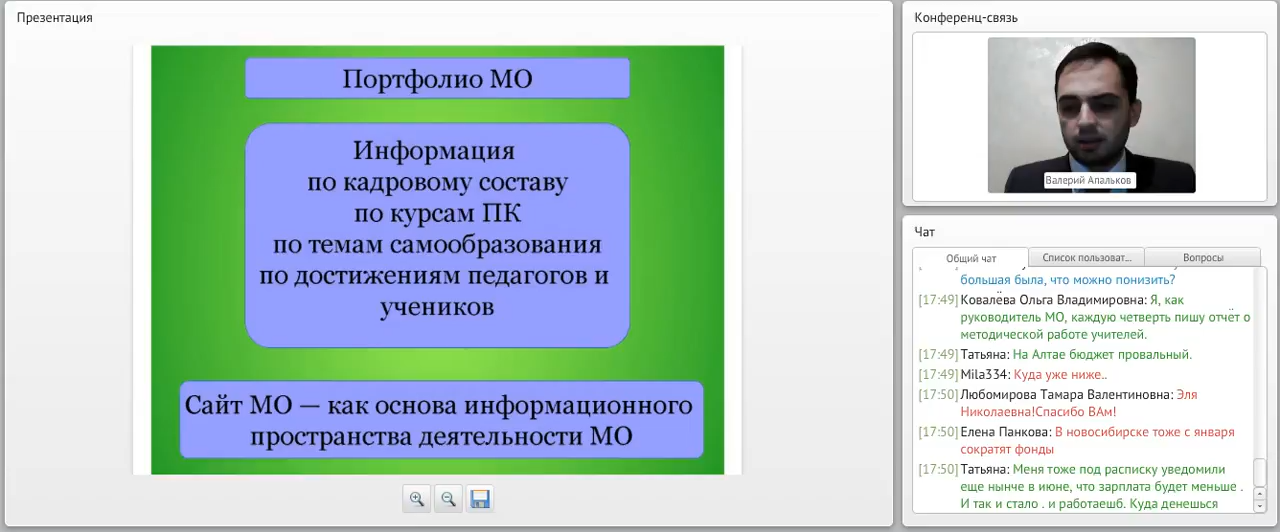 Презентация
Портфолио МО
Информация
по кадровому составу
по курсам ПК
по темам самообразования
по достижениям педагогов и
учеников
Сайт МО — как основа информационного
пространства деятельности МО
Конференц-связь
Валерий Апальков
Чат
Общий чат
Список пользоват...
Вопросы
большая была, что можно понизить?
[17:49] Ковалёва Ольга Владимировна: Я, как
руководитель МО, каждую четверть пишу отчёт о
методической работе учителей.
[17:49] Татьяна: На Алтае бюджет провальный.
[17:49] Mila334: Куда уже ниже..
[17:50] Любомирова Тамара Валентиновна: Эля
Николаевна!Спасибо ВАм!
[17:50] Елена Панкова: В новосибирске тоже с января
сократят фонды
[17:50] Татьяна: Меня тоже под расписку уведомили
еще нынче в июне, что зарплата будет меньше .
И так и стало . и работаешб. Куда денешься